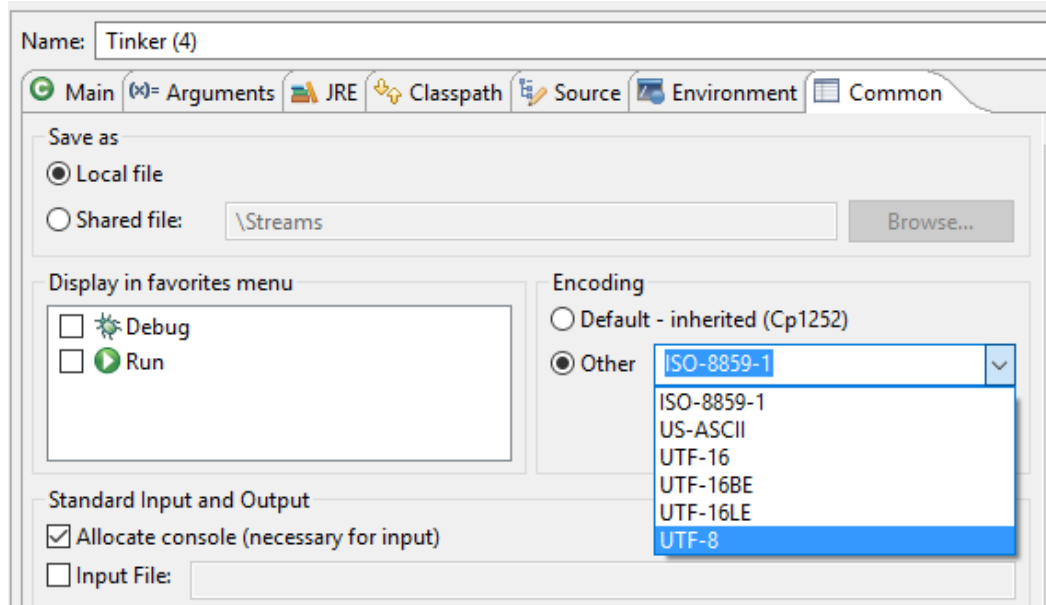 Name: Tinker (4)
Main (x)= Arguments JRE Classpath Source Environment Common
Save as
Local file
Shared file: \Streams Browse...
Display in favorites menu
Debug
Run
Encoding
Default - inherited (Cp1252)
Other ISO-8859-1
ISO-8859-1
US-ASCII
UTF-16
UTF-16BE
UTF-16LE
UTF-8
Standard Input and Output
Allocate console (necessary for input)
Input File: